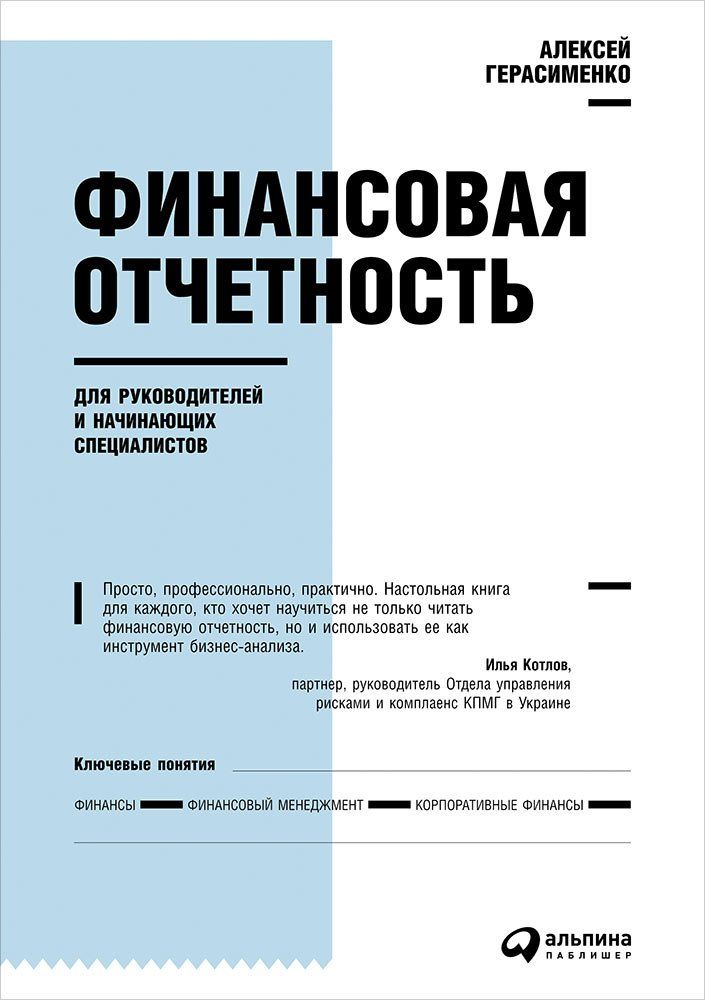 АЛЕКСЕЙ
ГЕРАСИМЕНКО
ФИНАНСОВАЯ
ОТЧЕТНОСТЬ
ДЛЯ РУКОВОДИТЕЛЕЙ
И НАЧИНАЮЩИХ
СПЕЦИАЛИСТОВ
Просто, профессионально, практично. Настольная книга
для каждого, кто хочет научиться не только читать
финансовую отчетность, но и использовать ее как
инструмент бизнес-анализа.
Илья Котлов,
партнер, руководитель Отдела управления
рисками и комплаенс КПМГ в Украине
Ключевые понятия
ФИНАНСЫ — ФИНАНСОВЫЙ МЕНЕДЖМЕНТ — КОРПОРАТИВНЫЕ ФИНАНСЫ —
альпина
ПАБЛИШЕР